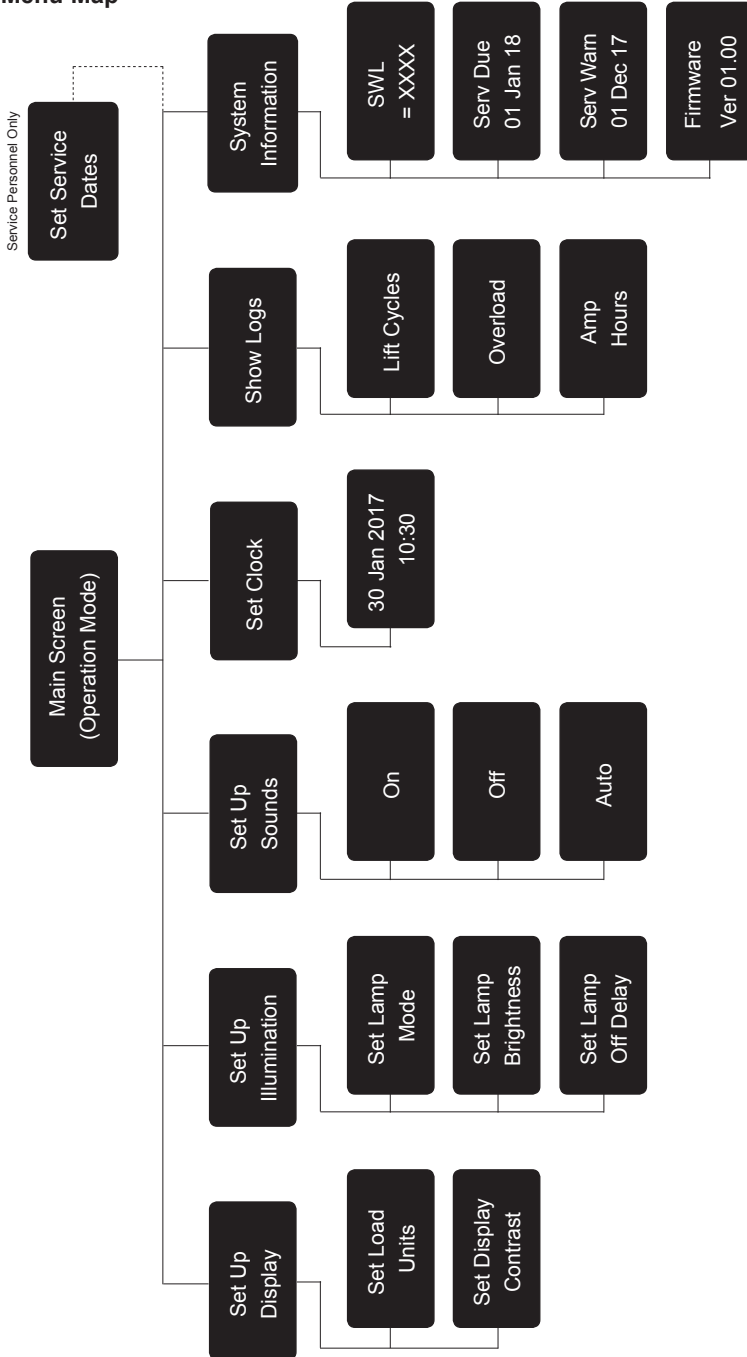 Menu Map
Main Screen
(Operation Mode)
Service Personnel Only
Set Service
Dates
Set Up
Display
Set Load
Units
Set Display
Contrast
Set Up
Illumination
Set Lamp
Mode
Set Lamp
Brightness
Set Lamp
Off Delay
Set Up
Sounds
On
Off
Auto
Set Clock
30 Jan 2017
10:30
Show Logs
Lift Cycles
Overload
Amp
Hours
System
Information
SWL
= XXXX
Serv Due
01 Jan 18
Serv Warn
01 Dec 17
Firmware
Ver 01.00